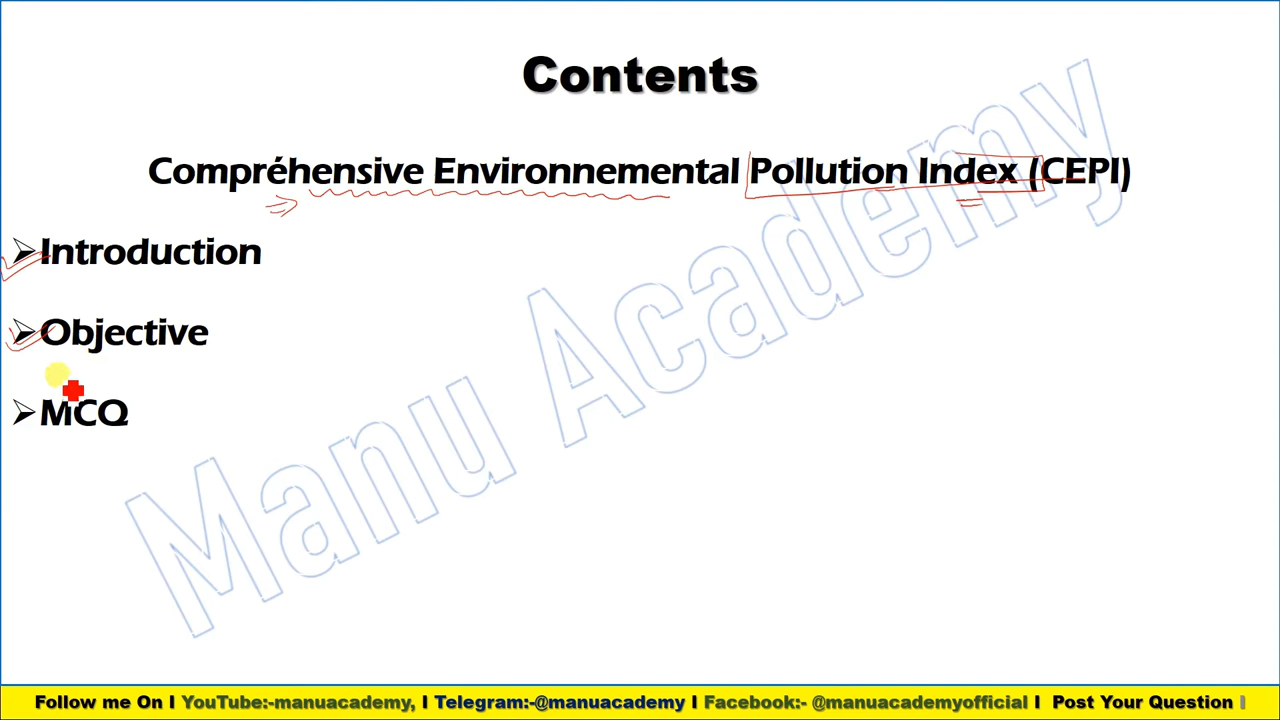 Contents
Compréhensive Environnemental Pollution Index (CEPI)
Introduction
Objective
MCQ
Manu Academy
Follow me On I YouTube:-manuacademy, I Telegram:-@manuacademy I Facebook:- @manuacademyofficial I Post Your Question I